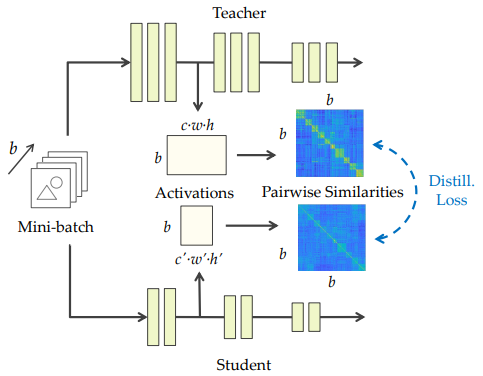 Teacher
b
c·w·h
b
b
b
Activations
Pairwise Similarities
Distill.
Loss
Mini-batch
b
c′·w′·h′
b
b
Student